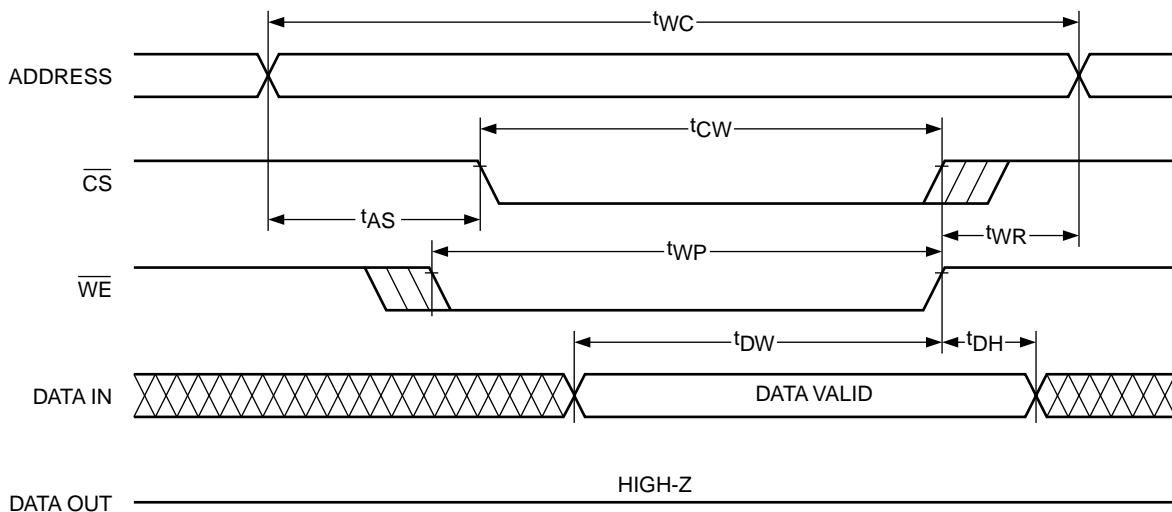 tWC
ADDRESS
tCW
CS
tAS
tWR
tWP
WE
tDW
tDH
DATA IN
DATA VALID
HIGH-Z
DATA OUT